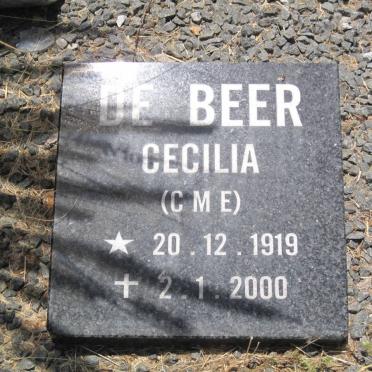 DE BEER
CECILIA
(C M E)
★ 20 . 12 . 1919
✝ 2 . 1 . 2000